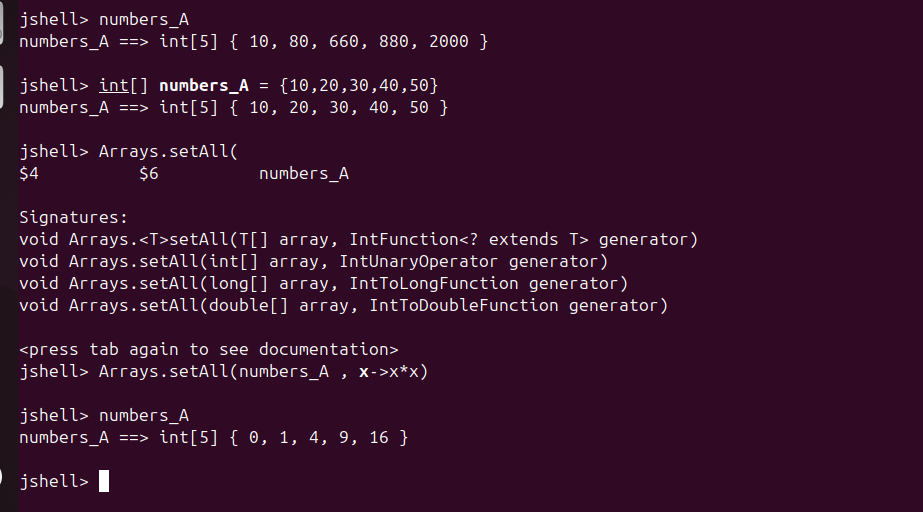 jshell> numbers_A
numbers_A ==> int[5] { 10, 80, 660, 880, 2000 }
jshell> int[] numbers_A = {10,20,30,40,50}
numbers_A ==> int[5] { 10, 20, 30, 40, 50 }
jshell> Arrays.setAll(
$4          $6          numbers_A
Signatures:
void Arrays.<T>setAll(T[] array, IntFunction<? extends T> generator)
void Arrays.setAll(int[] array, IntUnaryOperator generator)
void Arrays.setAll(long[] array, IntToLongFunction generator)
void Arrays.setAll(double[] array, IntToDoubleFunction generator)
<press tab again to see documentation>
jshell> Arrays.setAll(numbers_A , x->x*x)
jshell> numbers_A
numbers_A ==> int[5] { 0, 1, 4, 9, 16 }
jshell>